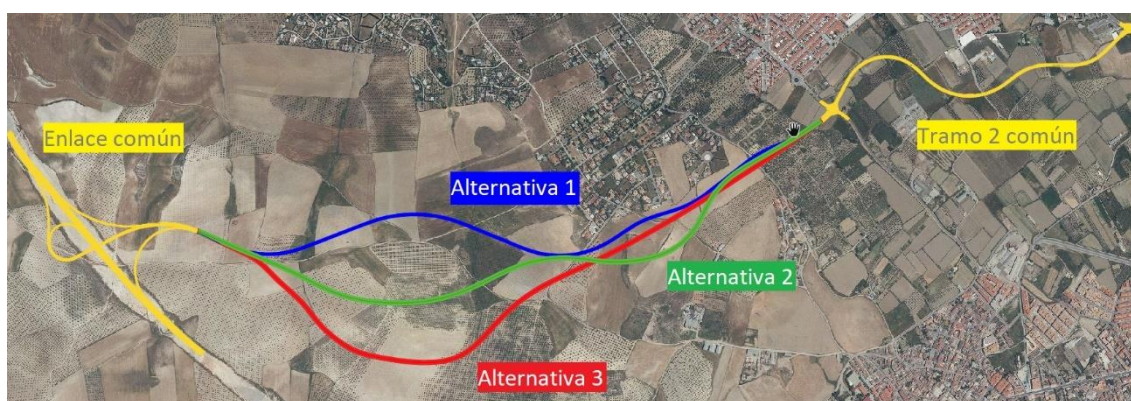 Enlace común
Tramo 2 común
Alternativa 1
Alternativa 2
Alternativa 3